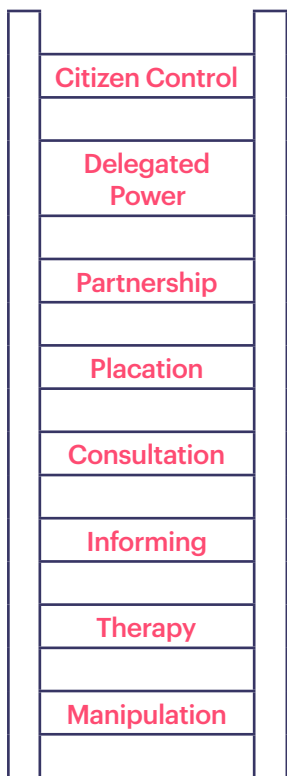 Citizen Control
Delegated
Power
Partnership
Placation
Consultation
Informing
Therapy
Manipulation